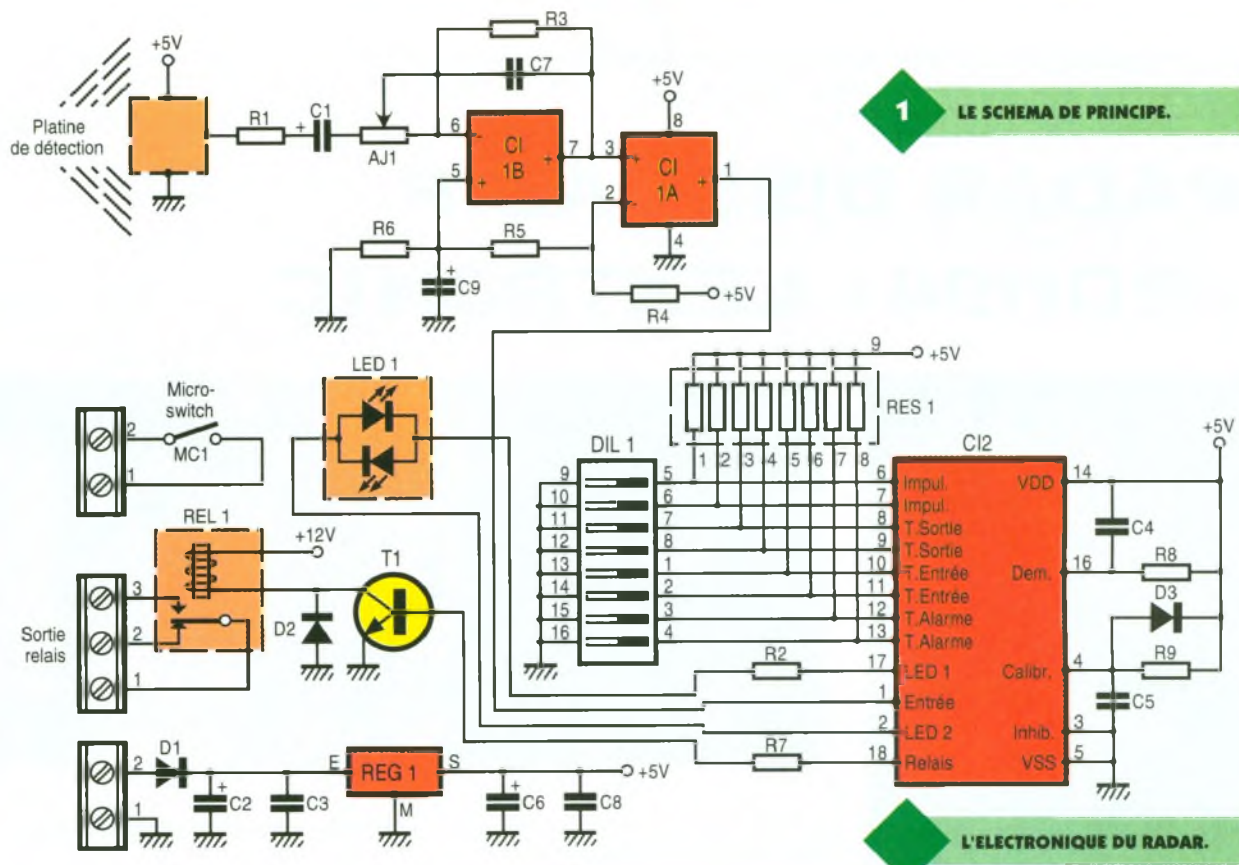 +5V
Platine
de détection
R1
+
C1
AJ1
R3
C7
6
-
5
+
CI
1B
+
7
3
+
2
-
CI
1A
+5V
8
+
1
4
R6
R5
C9
+
R4
+5V
1
LE SCHEMA DE PRINCIPE.
LED 1
Micro-
switch
MC1
2
1
REL 1
+12V
T1
D2
Sortie
relais
3
2
1
D1
2
1
+
C2
C3
E
REG 1
S
M
+
C6
C8
+5V
9
+5V
RES 1
1 2 3 4 5 6 7 8
DIL 1
9
10
11
12
13
14
15
16
5
6
7
8
1
2
3
4
CI2
6 Impul.
7 Impul.
8 T.Sortie
9 T.Sortie
10 T.Entrée
11 T.Entrée
12 T.Alarme
13 T.Alarme
17 LED 1
1 Entrée
2 LED 2
18 Relais
R2
R7
VDD 14
Dem. 16
Calibr. 4
Inhib. 3
VSS 5
+5V
C4
R8
D3
R9
C5
L'ELECTRONIQUE DU RADAR.